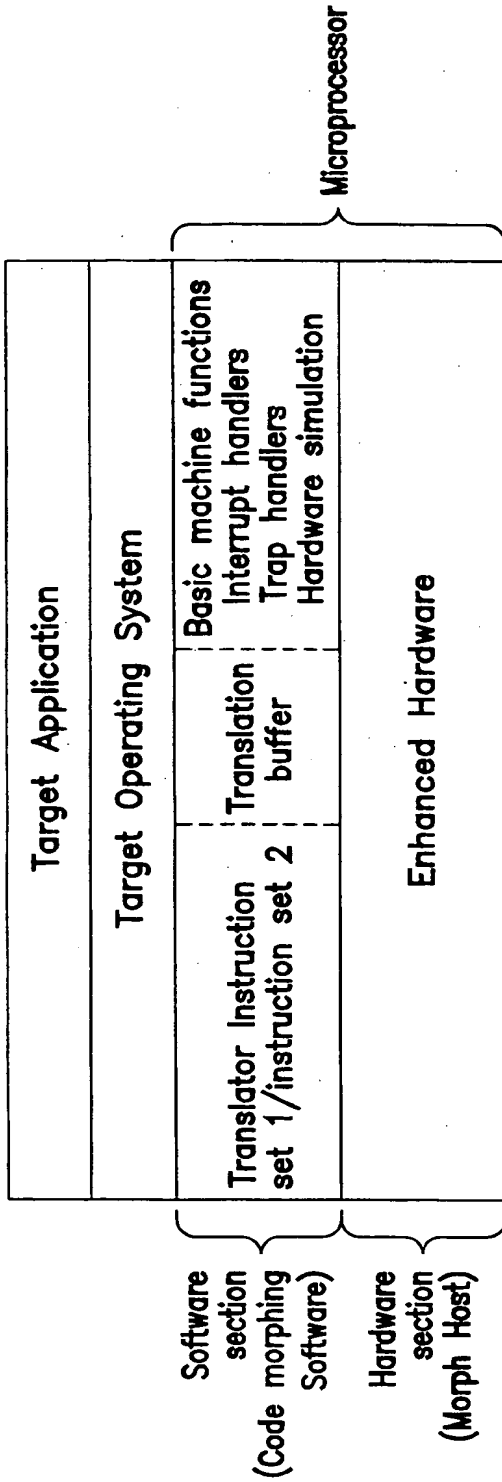 Target Application
Target Operating System
Software
section
(Code morphing
Software)
Translator Instruction
set 1/instruction set 2
Translation
buffer
Basic machine functions
Interrupt handlers
Trap handlers
Hardware simulation
Microprocessor
Hardware
section
(Morph Host)
Enhanced Hardware